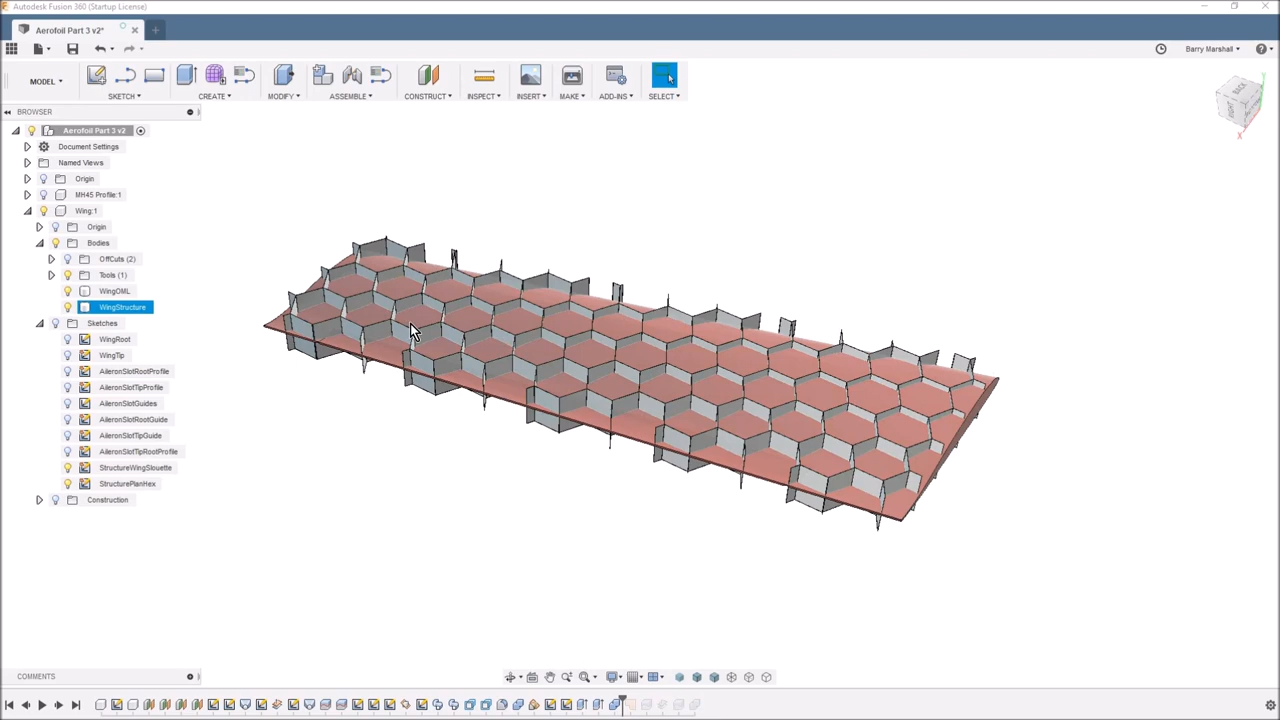 Autodesk Fusion 360 (Startup License)
Aerofoil Part 3 v2*
Barry Marshall
MODEL
SKETCH
CREATE
MODIFY
ASSEMBLE
CONSTRUCT
INSPECT
INSERT
MAKE
ADD-INS
SELECT
BROWSER
Aerofoil Part 3 v2
Document Settings
Named Views
Origin
MH45 Profile:1
Wing:1
Origin
Bodies
OffCuts (2)
Tools (1)
WingOML
WingStructure
Sketches
WingRoot
WingTip
AileronSlotRootProfile
AileronSlotTipProfile
AileronSlotGuides
AileronSlotRootGuide
AileronSlotTipGuide
AileronSlotTipRootProfile
StructureWingSlouette
StructurePlanHex
Construction
BACK
X
COMMENTS